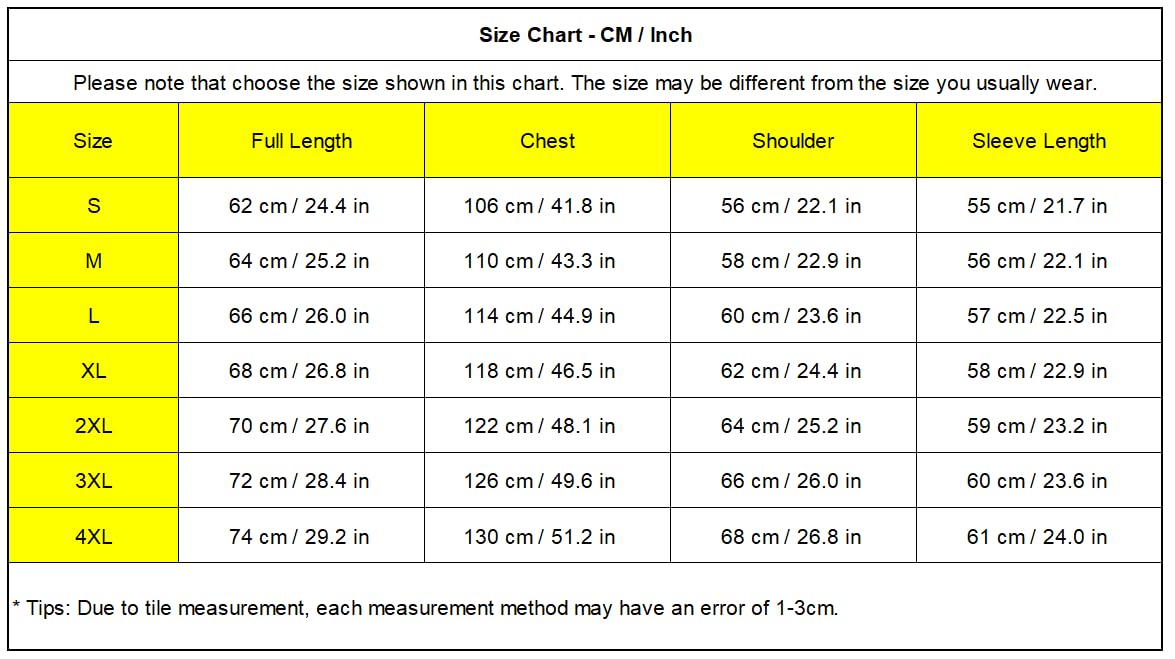 Size Chart - CM / Inch
Please note that choose the size shown in this chart. The size may be different from the size you usually wear.
Size Full Length Chest Shoulder Sleeve Length
S 62 cm / 24.4 in 106 cm / 41.8 in 56 cm / 22.1 in 55 cm / 21.7 in
M 64 cm / 25.2 in 110 cm / 43.3 in 58 cm / 22.9 in 56 cm / 22.1 in
L 66 cm / 26.0 in 114 cm / 44.9 in 60 cm / 23.6 in 57 cm / 22.5 in
XL 68 cm / 26.8 in 118 cm / 46.5 in 62 cm / 24.4 in 58 cm / 22.9 in
2XL 70 cm / 27.6 in 122 cm / 48.1 in 64 cm / 25.2 in 59 cm / 23.2 in
3XL 72 cm / 28.4 in 126 cm / 49.6 in 66 cm / 26.0 in 60 cm / 23.6 in
4XL 74 cm / 29.2 in 130 cm / 51.2 in 68 cm / 26.8 in 61 cm / 24.0 in
* Tips: Due to tile measurement, each measurement method may have an error of 1-3cm.